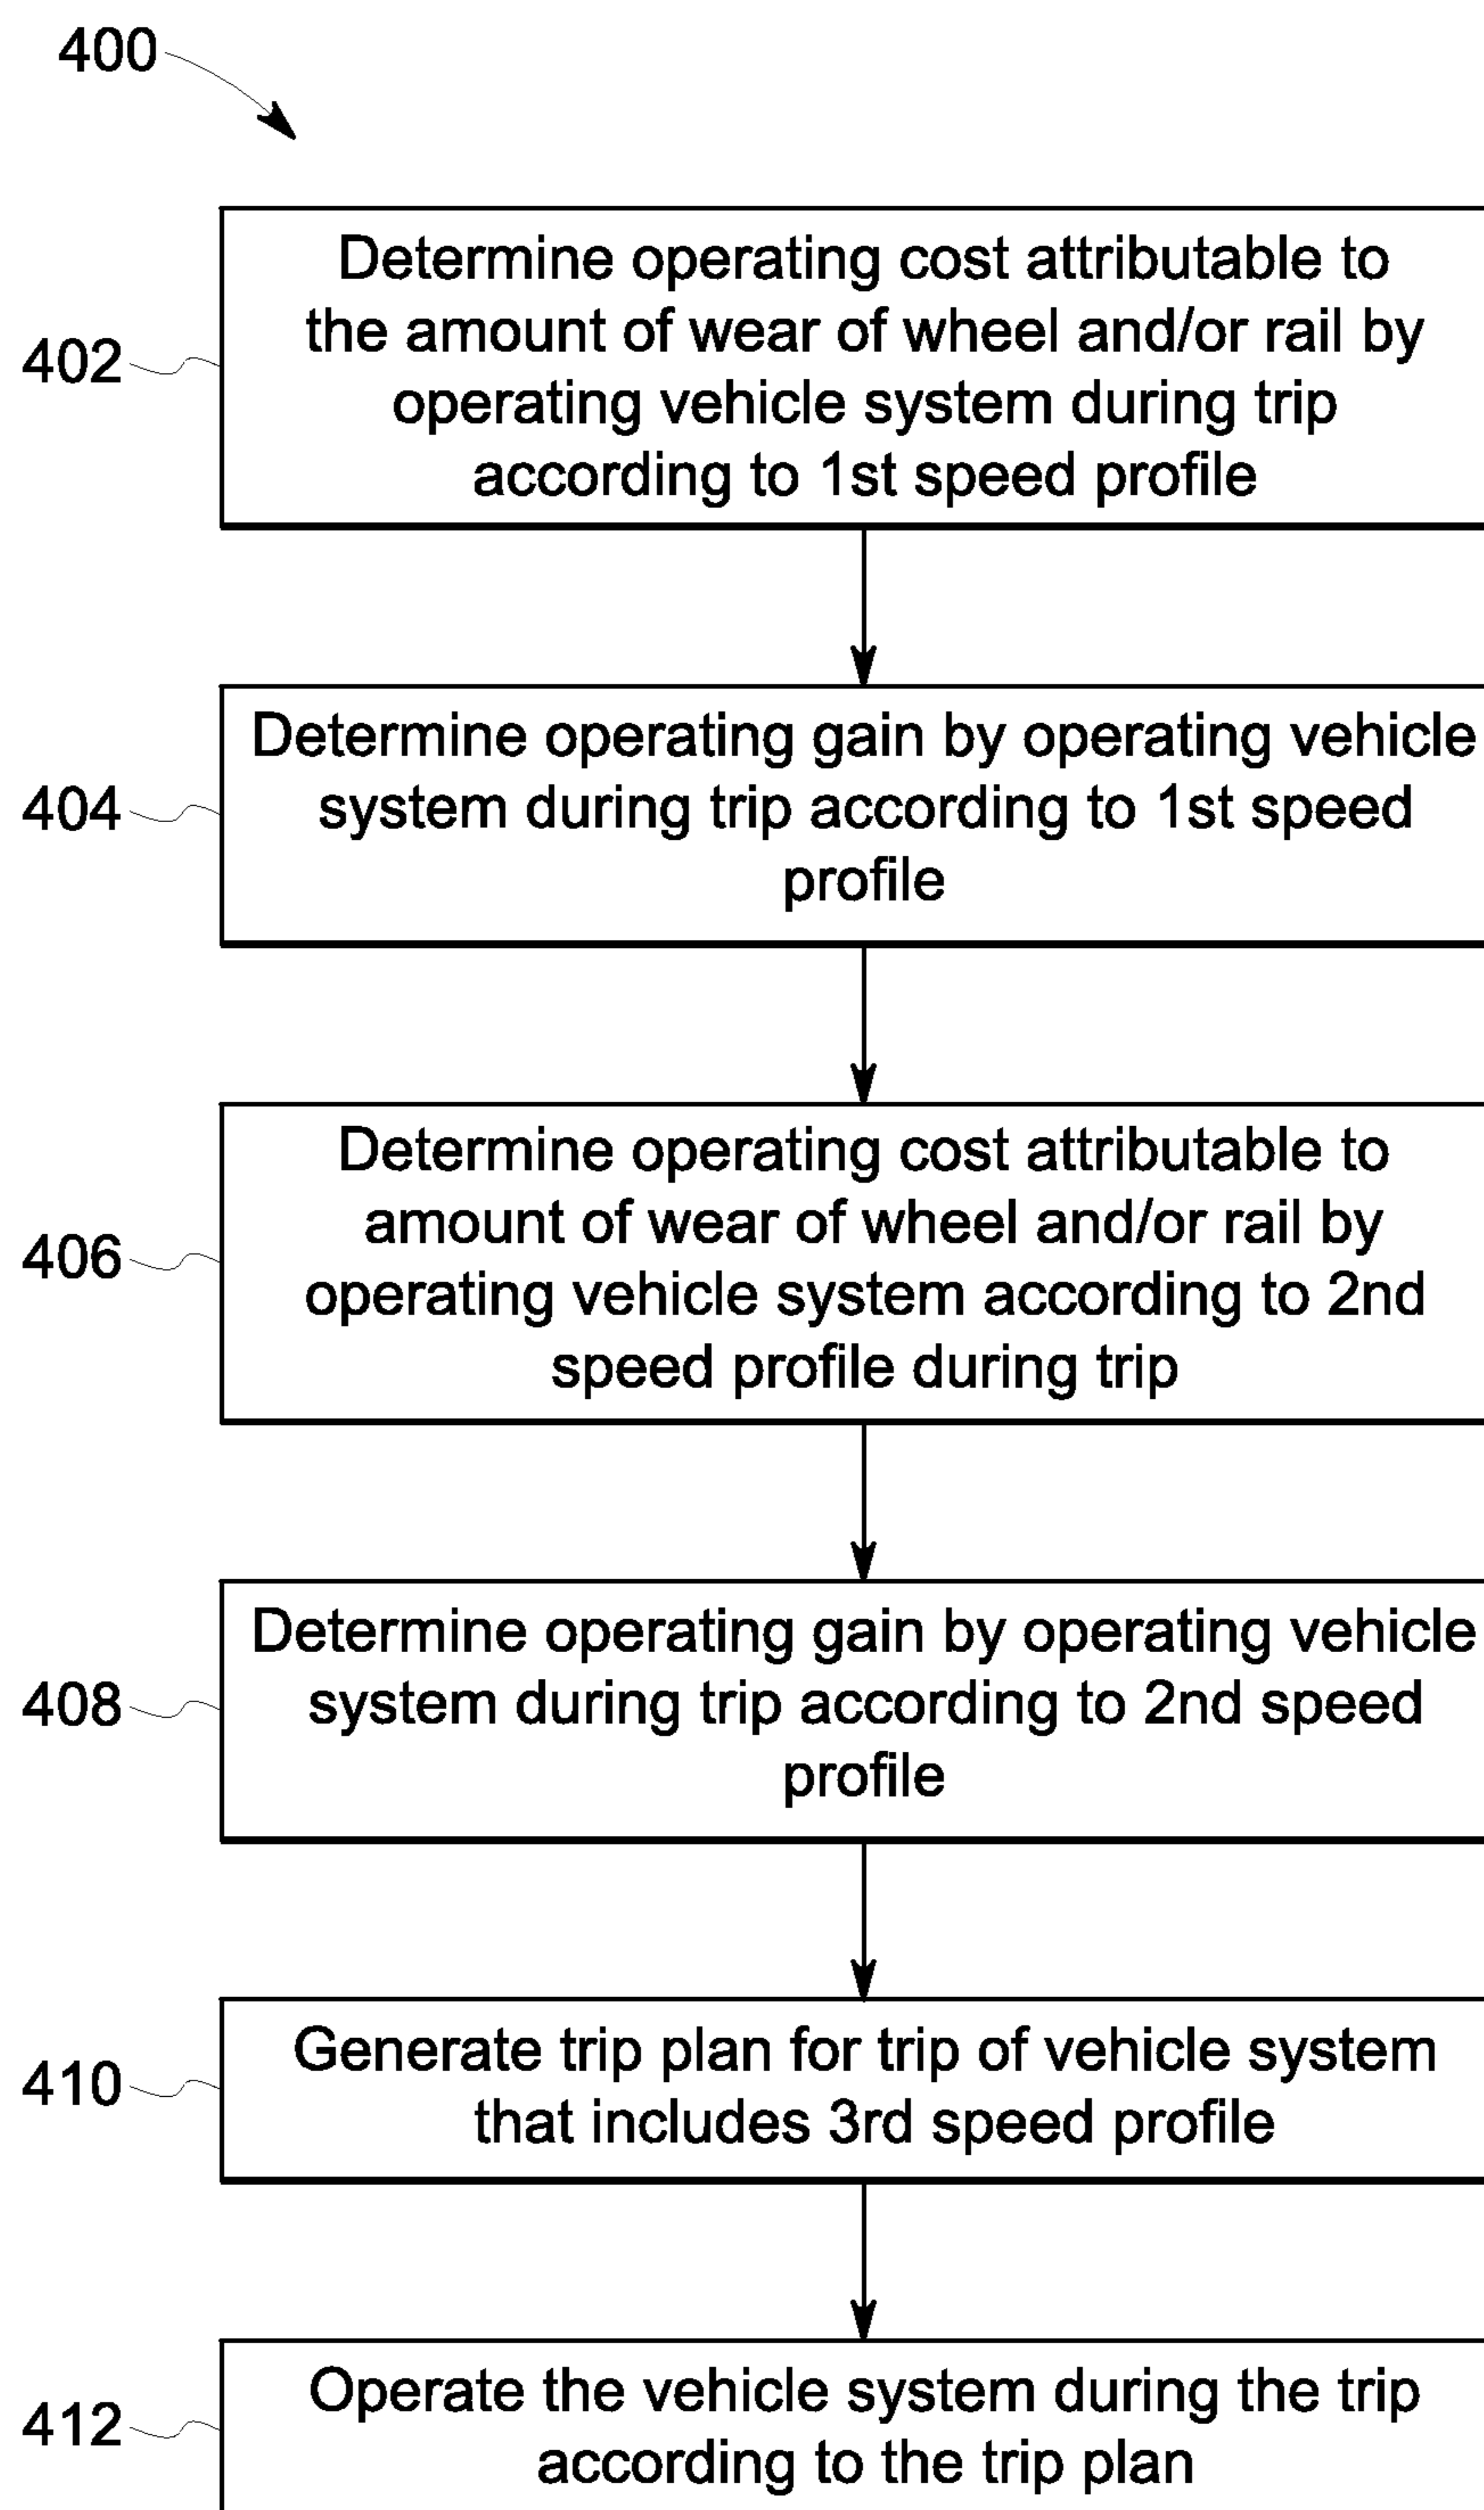 400
402
Determine operating cost attributable to
the amount of wear of wheel and/or rail by
operating vehicle system during trip
according to 1st speed profile
404
Determine operating gain by operating vehicle
system during trip according to 1st speed
profile
406
Determine operating cost attributable to
amount of wear of wheel and/or rail by
operating vehicle system according to 2nd
speed profile during trip
408
Determine operating gain by operating vehicle
system during trip according to 2nd speed
profile
410
Generate trip plan for trip of vehicle system
that includes 3rd speed profile
412
Operate the vehicle system during the trip
according to the trip plan